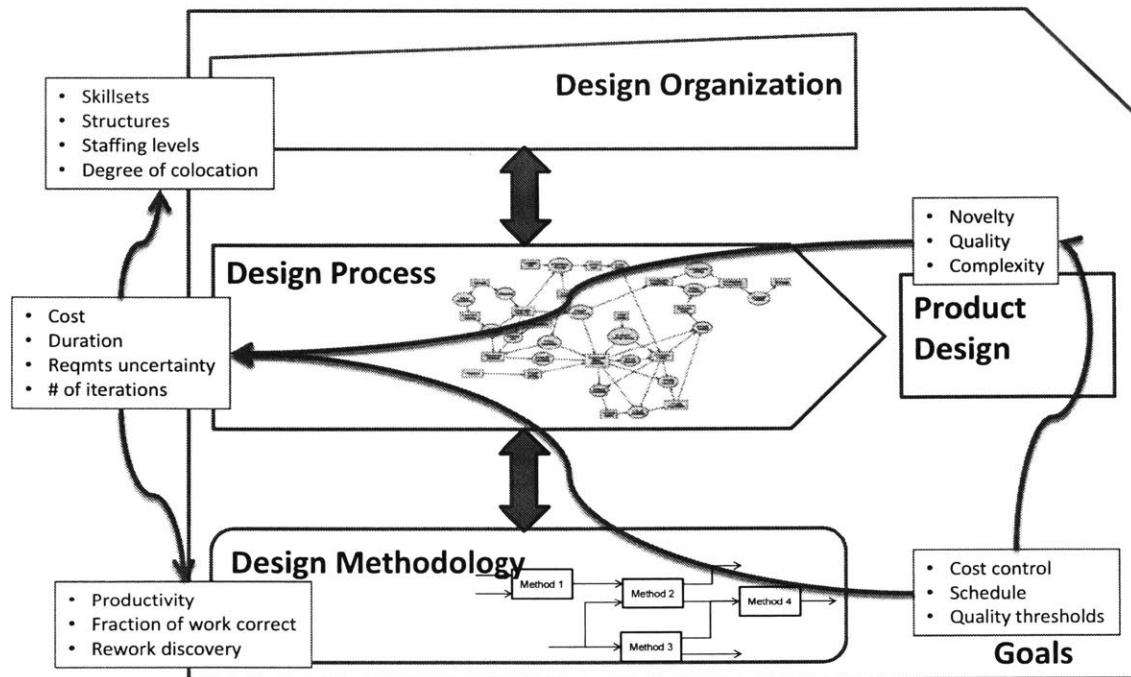 Design Organization
• Skillsets
• Structures
• Staffing levels
• Degree of colocation
• Novelty
• Quality
• Complexity
Design Process
Product
Design
• Cost
• Duration
• Reqmts uncertainty
• # of iterations
Design Methodology
Method 1
Method 2
Method 4
Method 3
• Productivity
• Fraction of work correct
• Rework discovery
• Cost control
• Schedule
• Quality thresholds
Goals